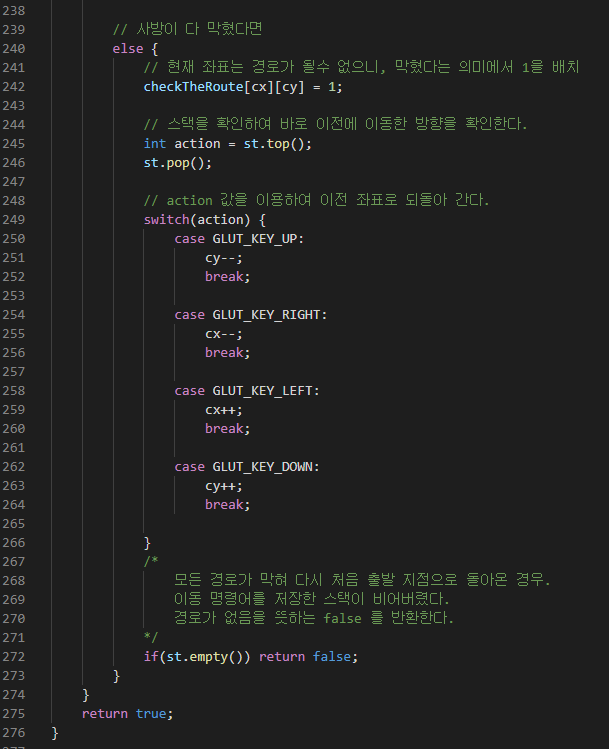 238
239 // 사방이 다 막혔다면
240 else {
241 // 현재 좌표는 경로가 될수 없으니, 막혔다는 의미에서 1을 배치
242 checkTheRoute[cx][cy] = 1;
243
244 // 스택을 확인하여 바로 이전에 이동한 방향을 확인한다.
245 int action = st.top();
246 st.pop();
247
248 // action 값을 이용하여 이전 좌표로 되돌아 간다.
249 switch(action) {
250 case GLUT_KEY_UP:
251 cy--;
252 break;
253
254 case GLUT_KEY_RIGHT:
255 cx--;
256 break;
257
258 case GLUT_KEY_LEFT:
259 cx++;
260 break;
261
262 case GLUT_KEY_DOWN:
263 cy++;
264 break;
265
266 }
267 /*
268 모든 경로가 막혀 다시 처음 출발 지점으로 돌아온 경우.
269 이동 명령어를 저장한 스택이 비어버렸다.
270 경로가 없음을 뜻하는 false 를 반환한다.
271 */
272 if(st.empty()) return false;
273 }
274 }
275 return true;
276 }